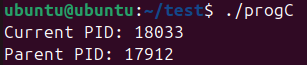 ubuntu@ubuntu:~/test$ ./progC
Current PID: 18033
Parent PID: 17912